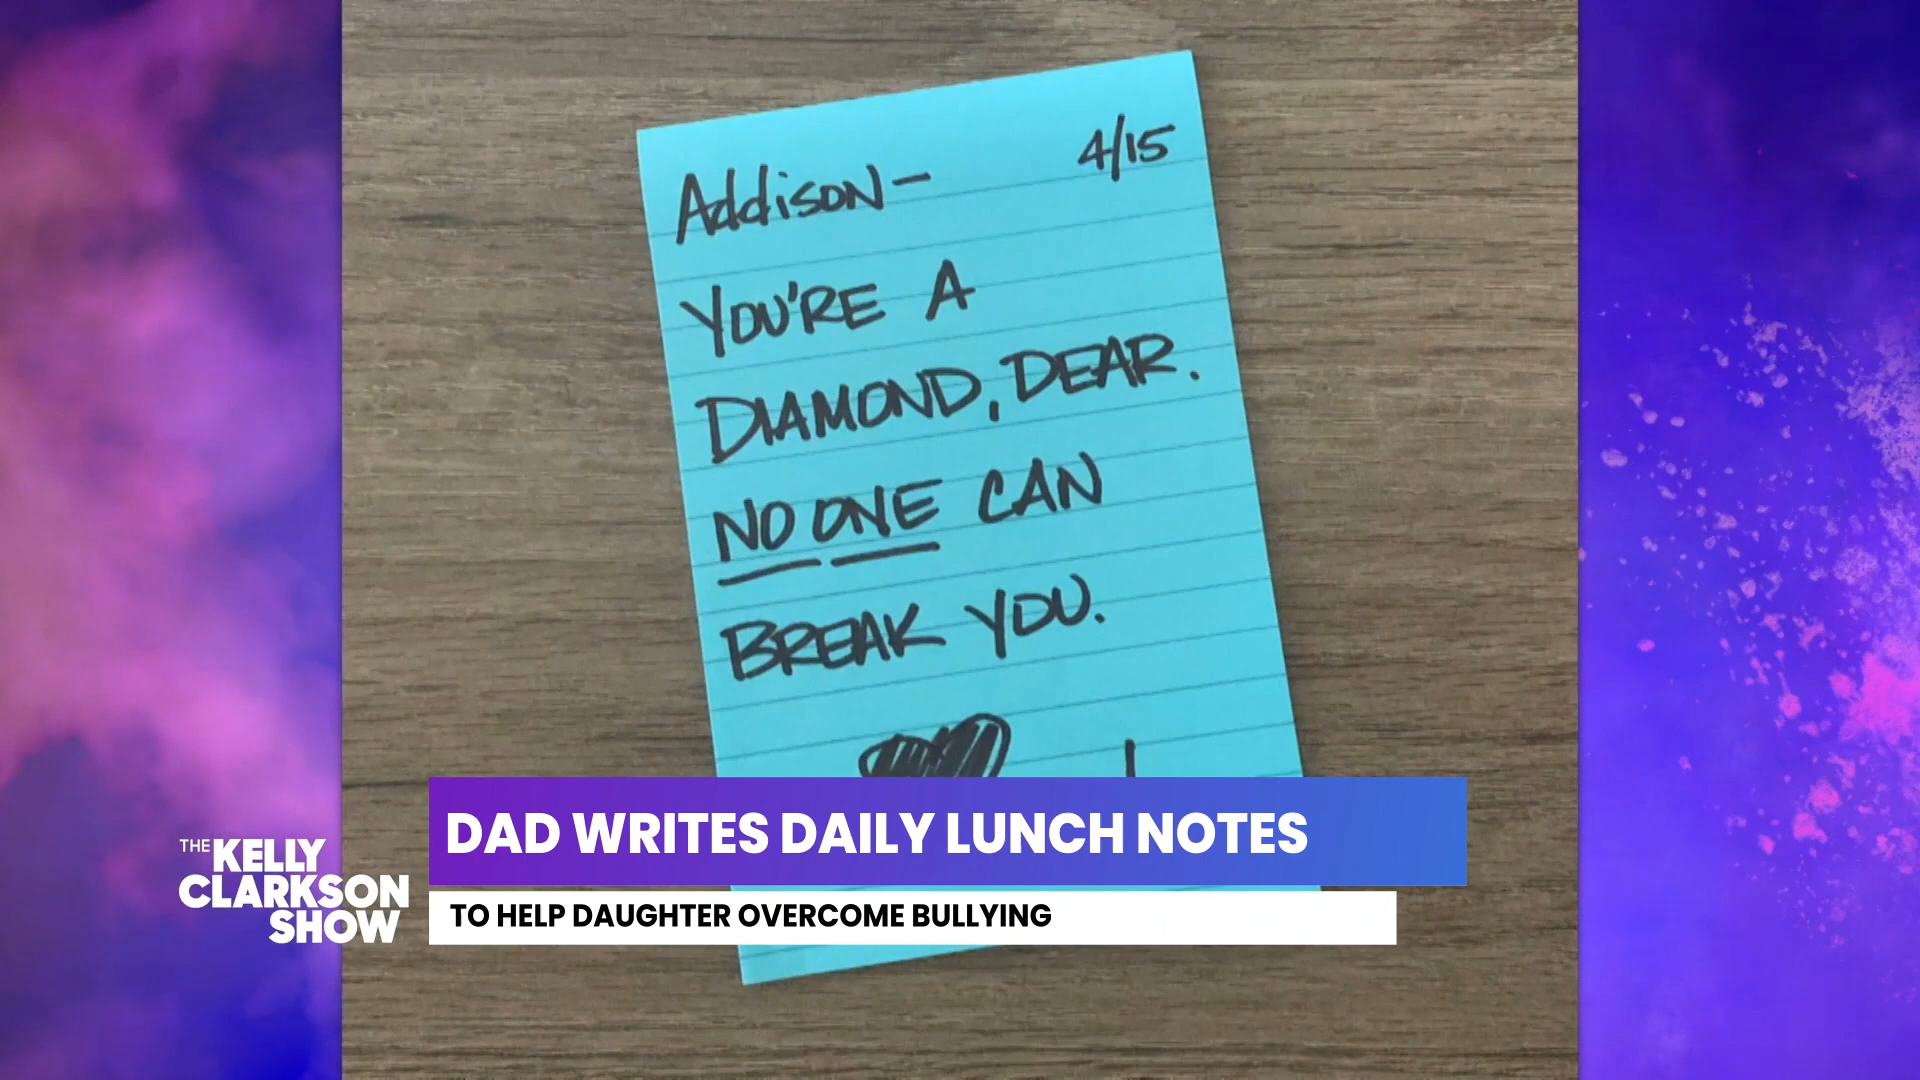 Addison- 4/15
YOU'RE A
DIAMOND, DEAR.
NO ONE CAN
BREAK YOU.
DAD WRITES DAILY LUNCH NOTES
TO HELP DAUGHTER OVERCOME BULLYING
THE
KELLY
CLARKSON
SHOW